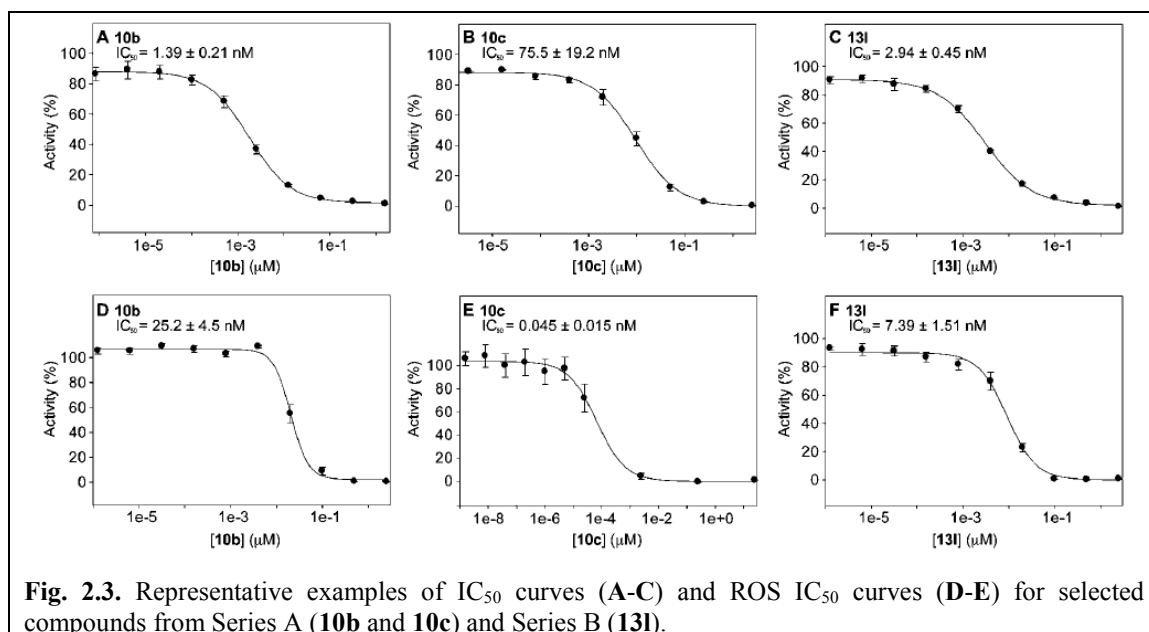 A 10b
IC₅₀ = 1.39 ± 0.21 nM
100
80
60
40
20
0
Activity (%)
1e-5
1e-3
1e-1
[10b] (μM)
B 10c
IC₅₀ = 75.5 ± 19.2 nM
100
80
60
40
20
0
Activity (%)
1e-5
1e-3
1e-1
[10c] (μM)
C 13l
IC₅₀ = 2.94 ± 0.45 nM
100
80
60
40
20
0
Activity (%)
1e-5
1e-3
1e-1
[13l] (μM)
D 10b
IC₅₀ = 25.2 ± 4.5 nM
100
80
60
40
20
0
Activity (%)
1e-5
1e-3
1e-1
[10b] (μM)
E 10c
IC₅₀ = 0.045 ± 0.015 nM
100
80
60
40
20
0
Activity (%)
1e-8
1e-6
1e-4
1e-2
1e+0
[10c] (μM)
F 13l
IC₅₀ = 7.39 ± 1.51 nM
100
80
60
40
20
0
Activity (%)
1e-5
1e-3
1e-1
[13l] (μM)
Fig. 2.3. Representative examples of IC₅₀ curves (A-C) and ROS IC₅₀ curves (D-E) for selected
compounds from Series A (10b and 10c) and Series B (13l).